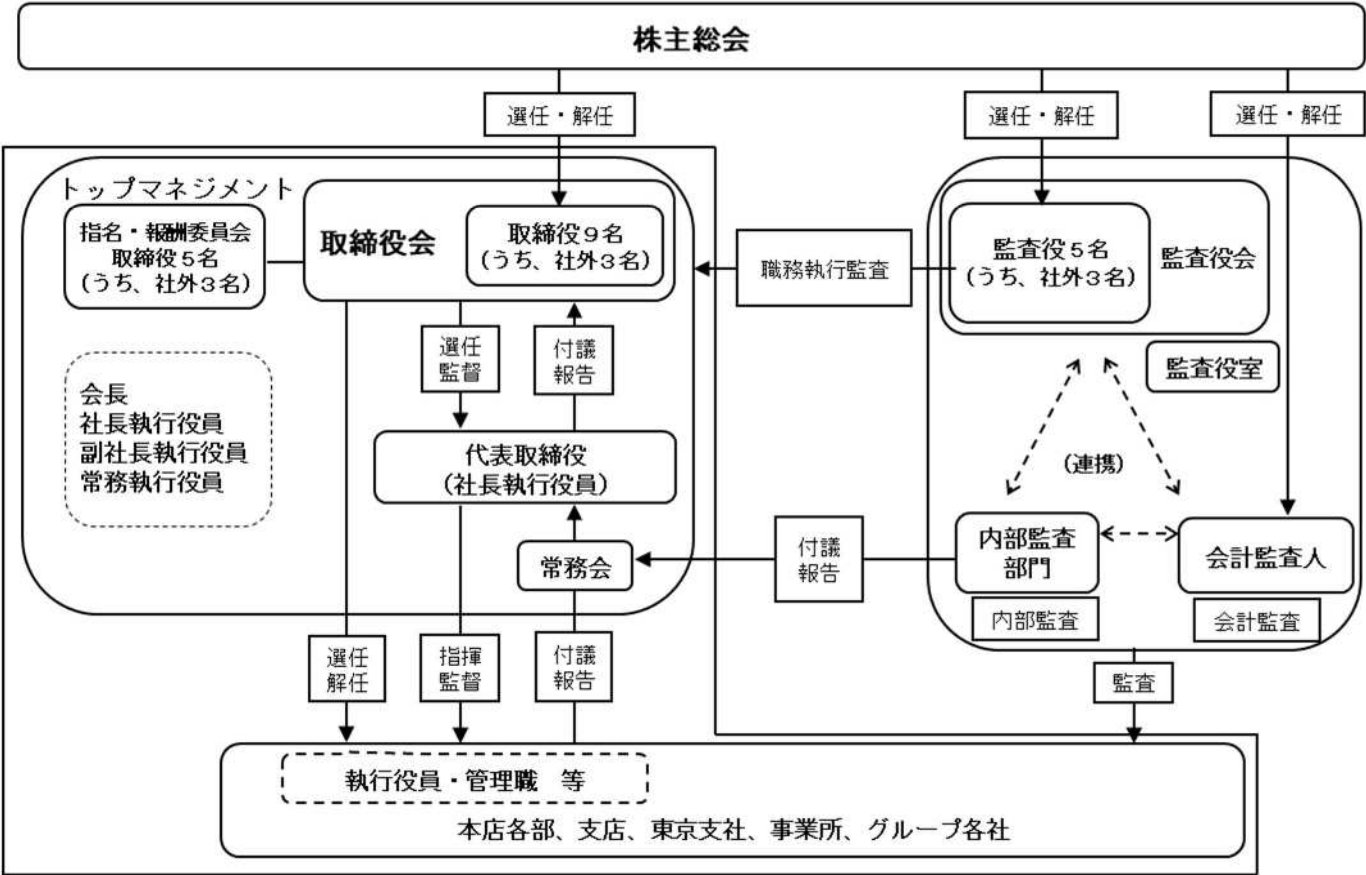 株主総会
選任・解任
選任・解任
選任・解任
トップマネジメント
指名・報酬委員会
取締役５名
（うち、社外３名）
取締役会
取締役９名
（うち、社外３名）
職務執行監査
監査役５名
（うち、社外３名）
監査役会
選任
監督
付議
報告
監査役室
会長
社長執行役員
副社長執行役員
常務執行役員
代表取締役
（社長執行役員）
（連携）
常務会
付議
報告
内部監査
部門
会計監査人
内部監査
会計監査
選任
解任
指揮
監督
付議
報告
監査
執行役員・管理職　等
本店各部、支店、東京支社、事業所、グループ各社